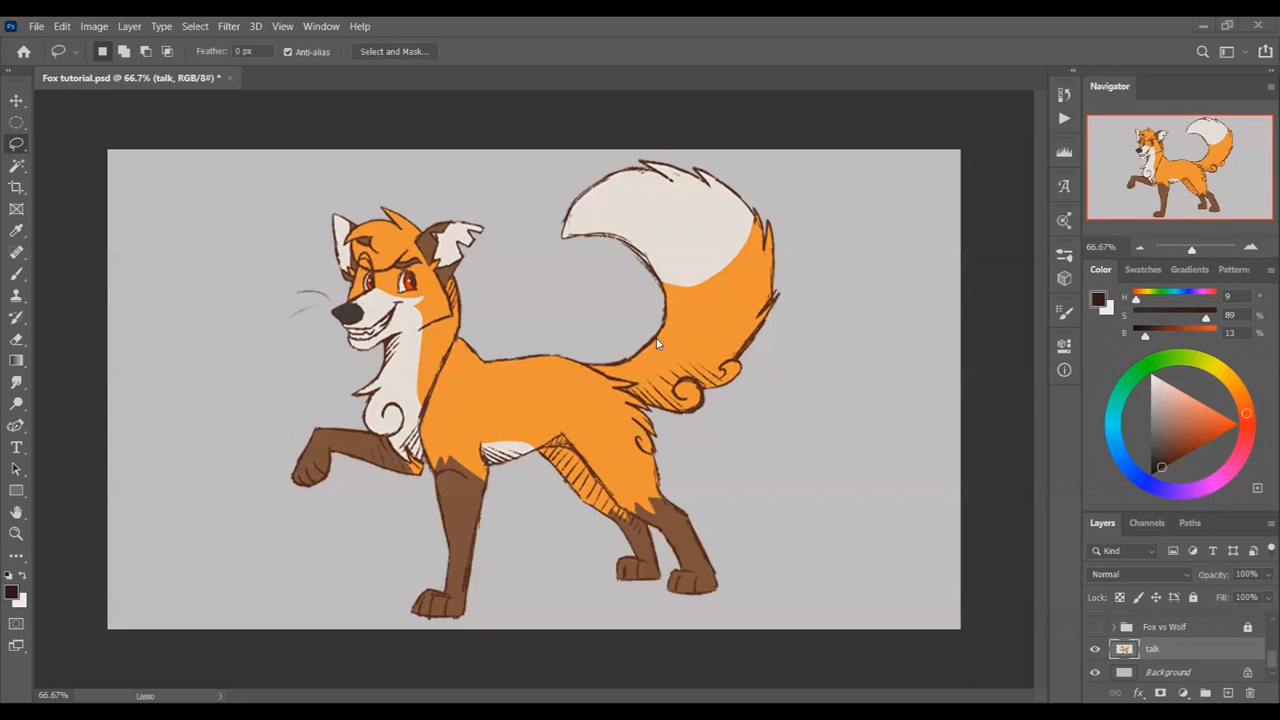 Ps File Edit Image Layer Type Select Filter 3D View Window Help
Feather: 0 px Anti-alias Select and Mask...
Fox tutorial.psd @ 66.7% (talk, RGB/8#) * ×
Navigator
66.67%
Color Swatches Gradients Patterns
H 9 °
S 89 %
B 13 %
Layers Channels Paths
Kind
Normal Opacity: 100%
Lock: Fill: 100%
Fox vs Wolf
talk
Background
66.67% Lasso